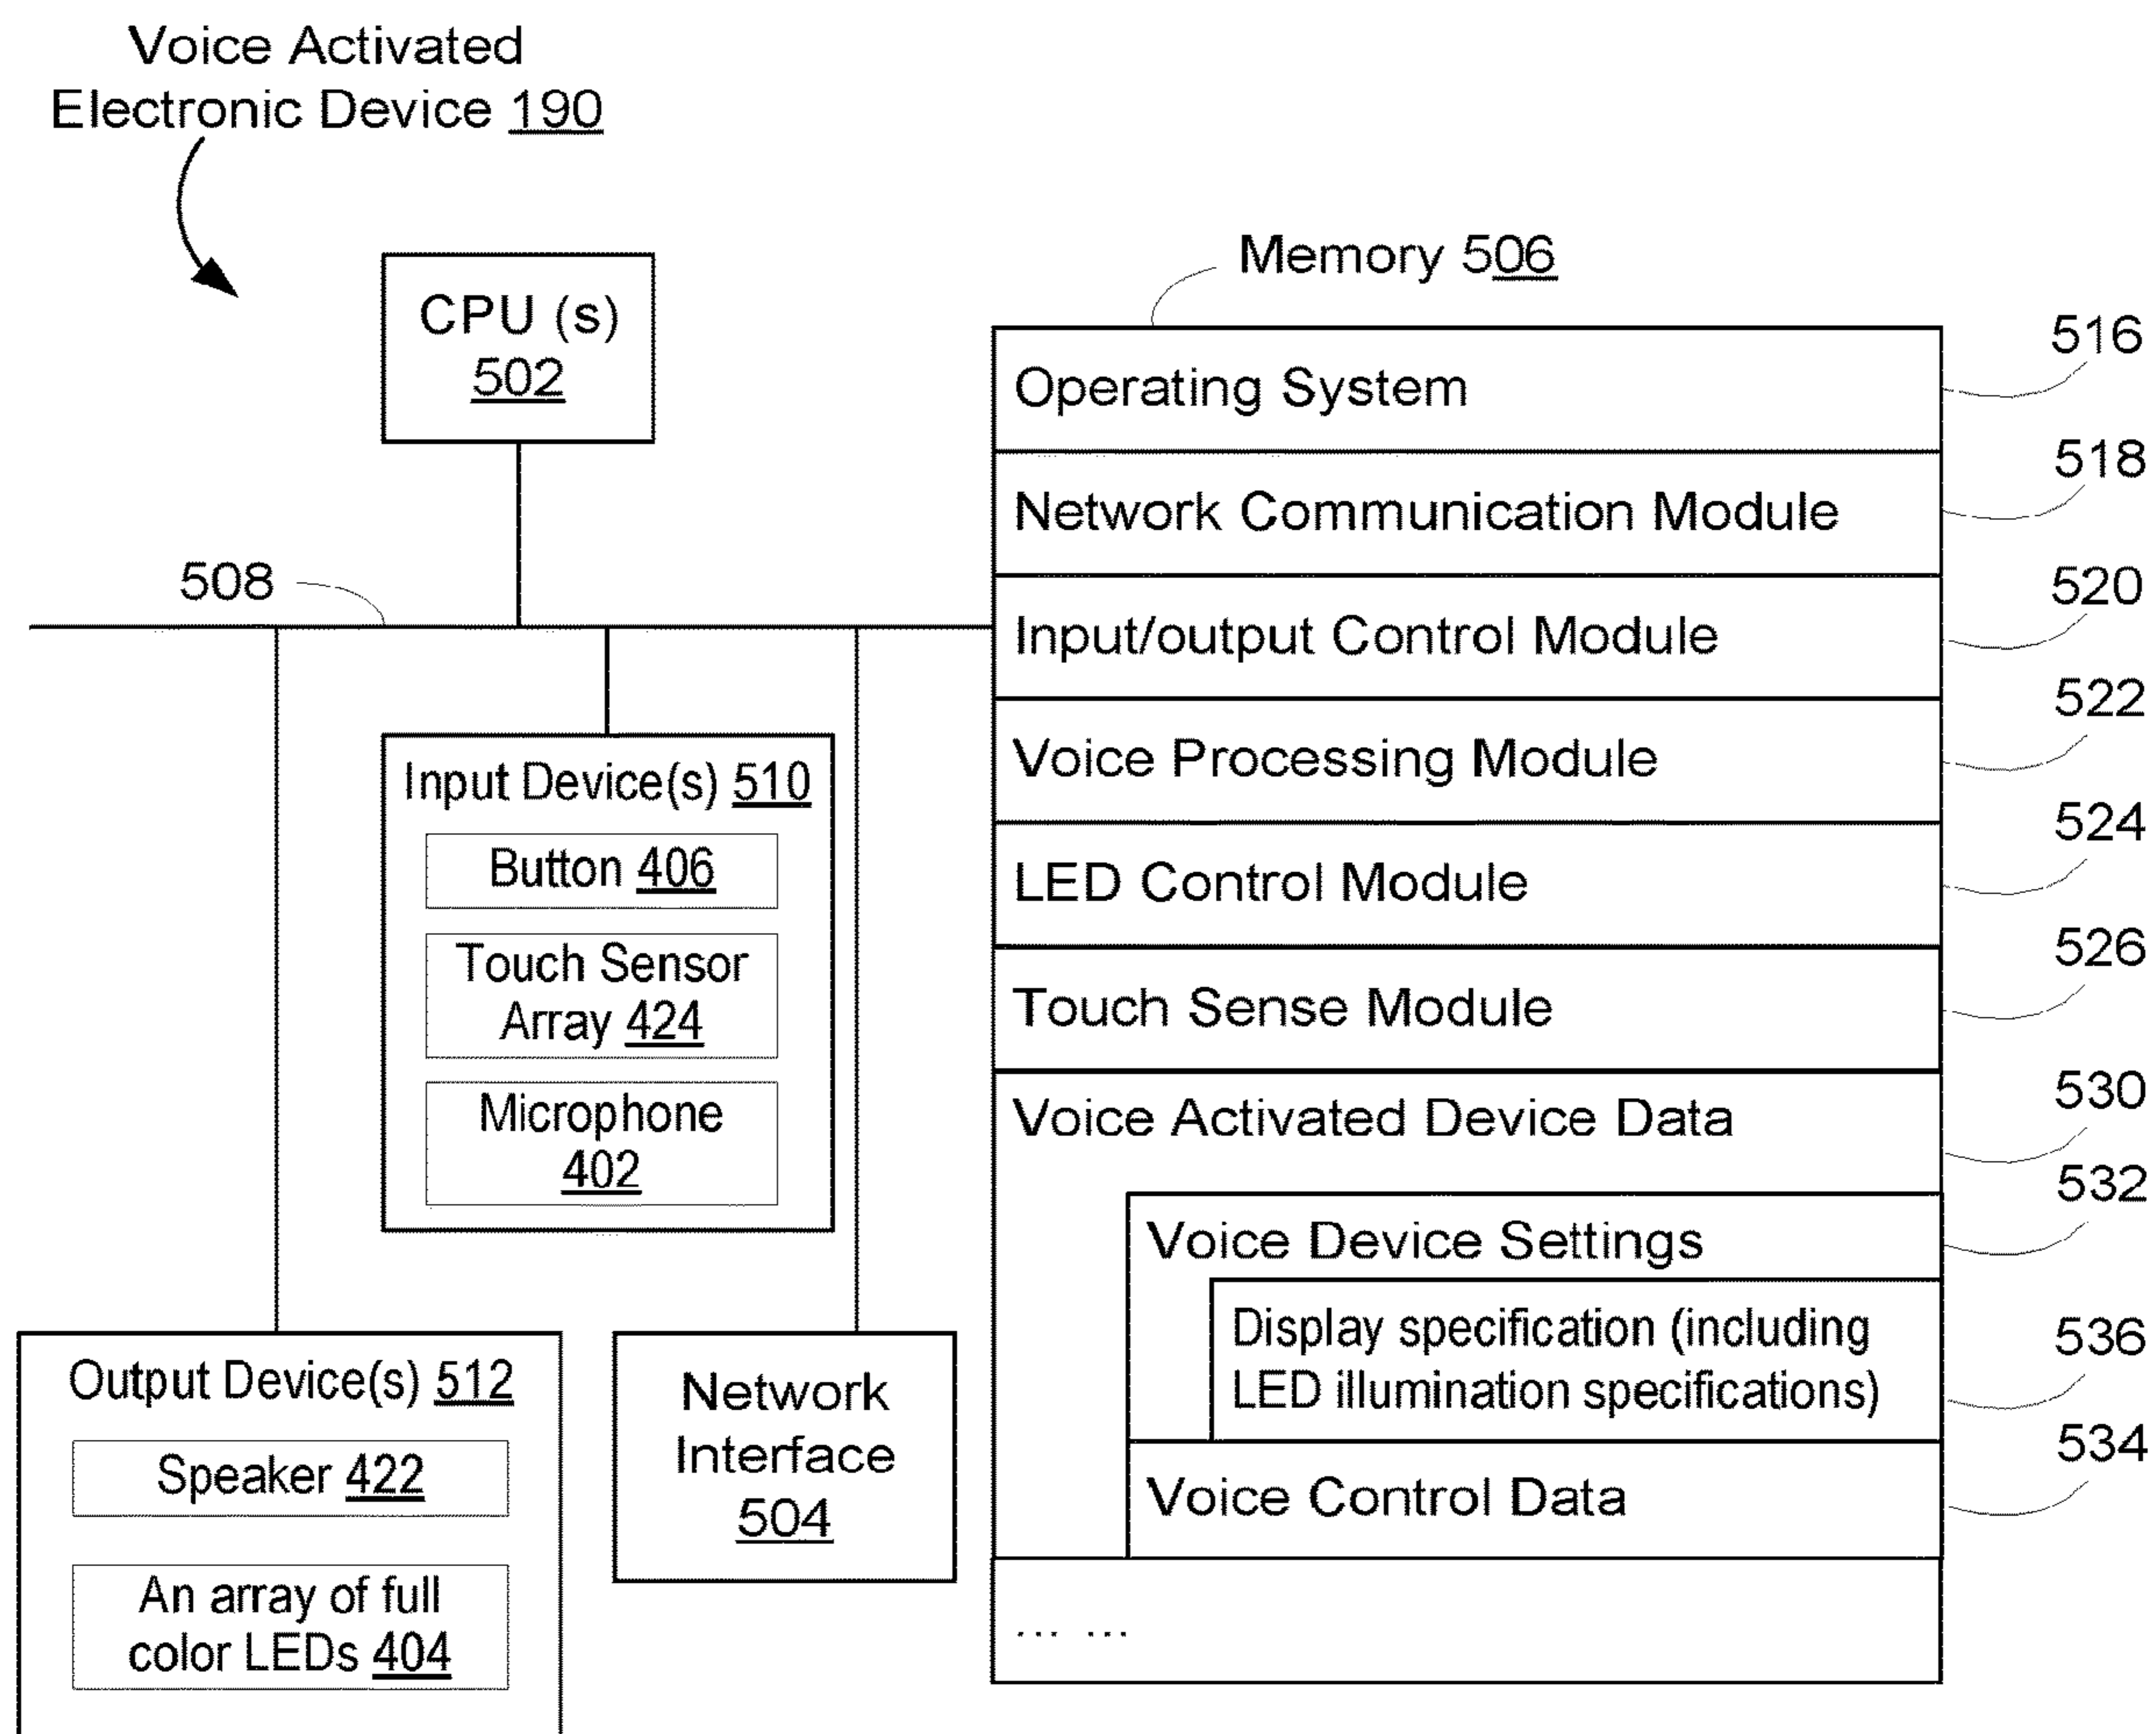 Voice Activated
Electronic Device 190
CPU (s)
502
508
Input Device(s) 510
Button 406
Touch Sensor
Array 424
Microphone
402
Output Device(s) 512
Speaker 422
An array of full
color LEDs 404
Network
Interface
504
Memory 506
Operating System
516
Network Communication Module
518
Input/output Control Module
520
Voice Processing Module
522
LED Control Module
524
Touch Sense Module
526
Voice Activated Device Data
530
Voice Device Settings
532
Display specification (including
LED illumination specifications)
536
Voice Control Data
534
... ...